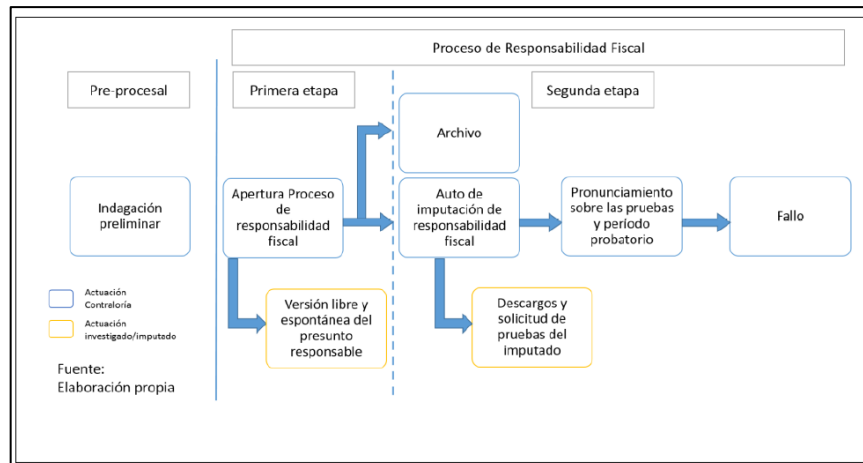 Proceso de Responsabilidad Fiscal
Pre-procesal
Primera etapa
Segunda etapa
Archivo
Indagación
preliminar
Apertura Proceso
de
responsabilidad
fiscal
Auto de
imputación de
responsabilidad
fiscal
Pronunciamiento
sobre las pruebas
y período
probatorio
Fallo
Actuación
Contraloría
Actuación
investigado/imputado
Versión libre y
espontánea del
presunto
responsable
Descargos y
solicitud de
pruebas del
imputado
Fuente:
Elaboración propia